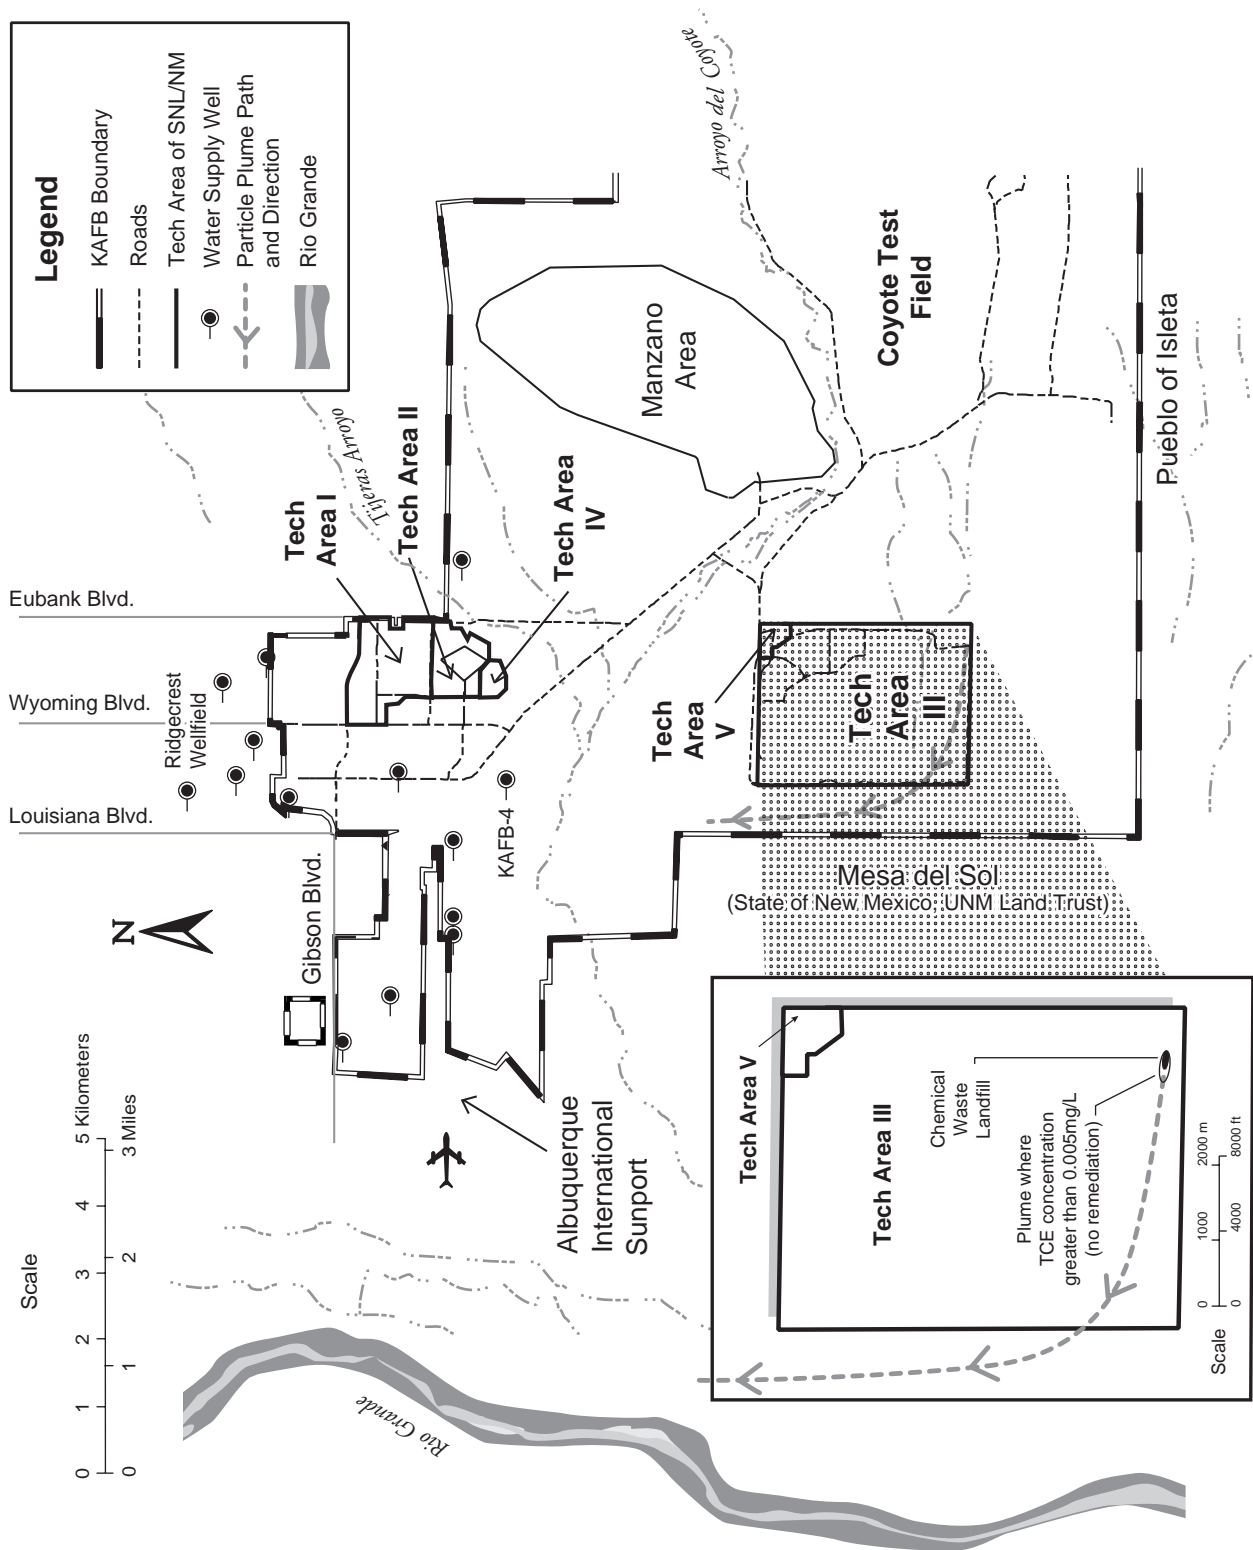 Legend
KAFB Boundary
Roads
Tech Area of SNL/NM
Water Supply Well
Particle Plume Path
and Direction
Rio Grande
Arroyo del Coyote
Coyote Test
Field
Manzano
Area
Pueblo of Isleta
Tijeras Arroyo
Tech
Area I
Tech Area II
Tech Area
IV
Eubank Blvd.
Wyoming Blvd.
Louisiana Blvd.
Ridgecrest
Wellfield
Gibson Blvd.
KAFB-4
Tech
Area
V
Tech
Area
III
Mesa del Sol
(State of New Mexico, UNM Land Trust)
N
Albuquerque
International
Sunport
Scale
0 1 2 3 4 5 Kilometers
0 1 2 3 Miles
Rio Grande
Tech Area V
Tech Area III
Chemical
Waste
Landfill
Plume where
TCE concentration
greater than 0.005mg/L
(no remediation)
Scale
0 1000 2000 m
0 4000 8000 ft